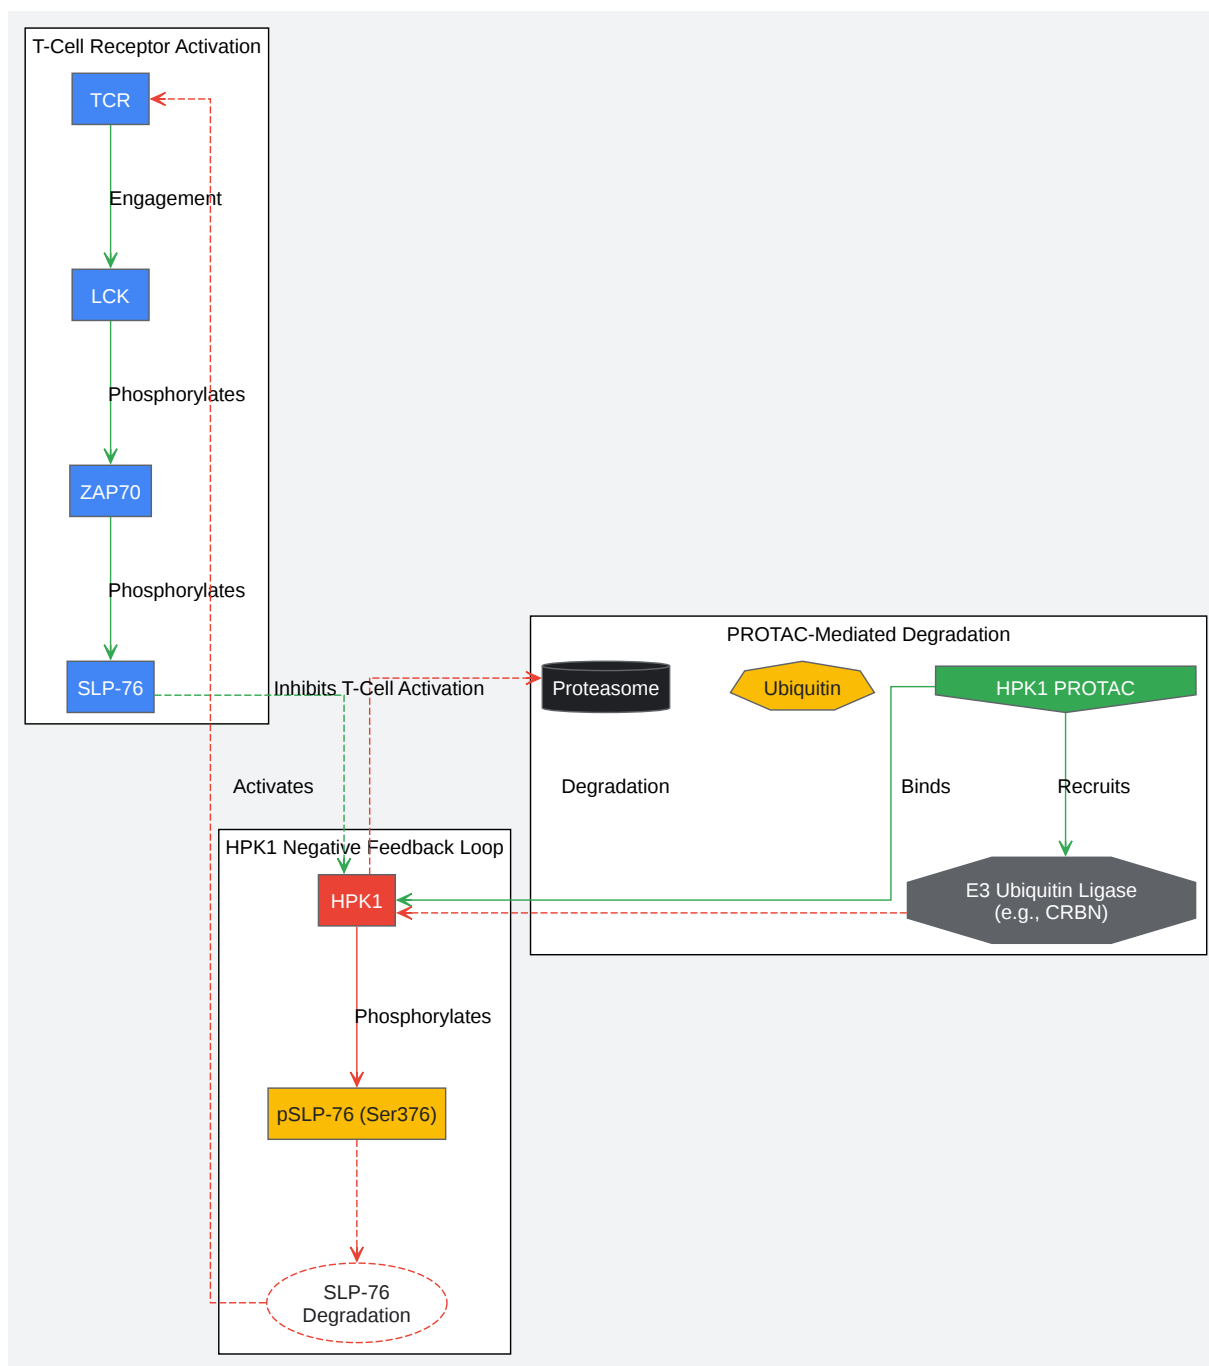 T-Cell Receptor Activation
TCR
Engagement
LCK
Phosphorylates
ZAP70
Phosphorylates
SLP-76
Inhibits T-Cell Activation
Activates
PROTAC-Mediated Degradation
Proteasome
Ubiquitin
HPK1 PROTAC
Degradation
Binds
Recruits
E3 Ubiquitin Ligase
(e.g., CRBN)
HPK1 Negative Feedback Loop
HPK1
Phosphorylates
pSLP-76 (Ser376)
SLP-76
Degradation